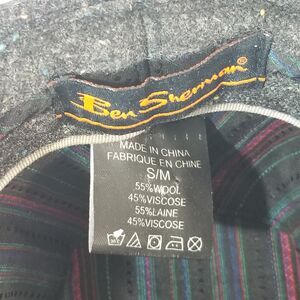 Ben Sherman
MADE IN CHINA
FABRIQUE EN CHINE
S/M
55%WOOL
45%VISCOSE
55%LAINE
45%VISCOSE